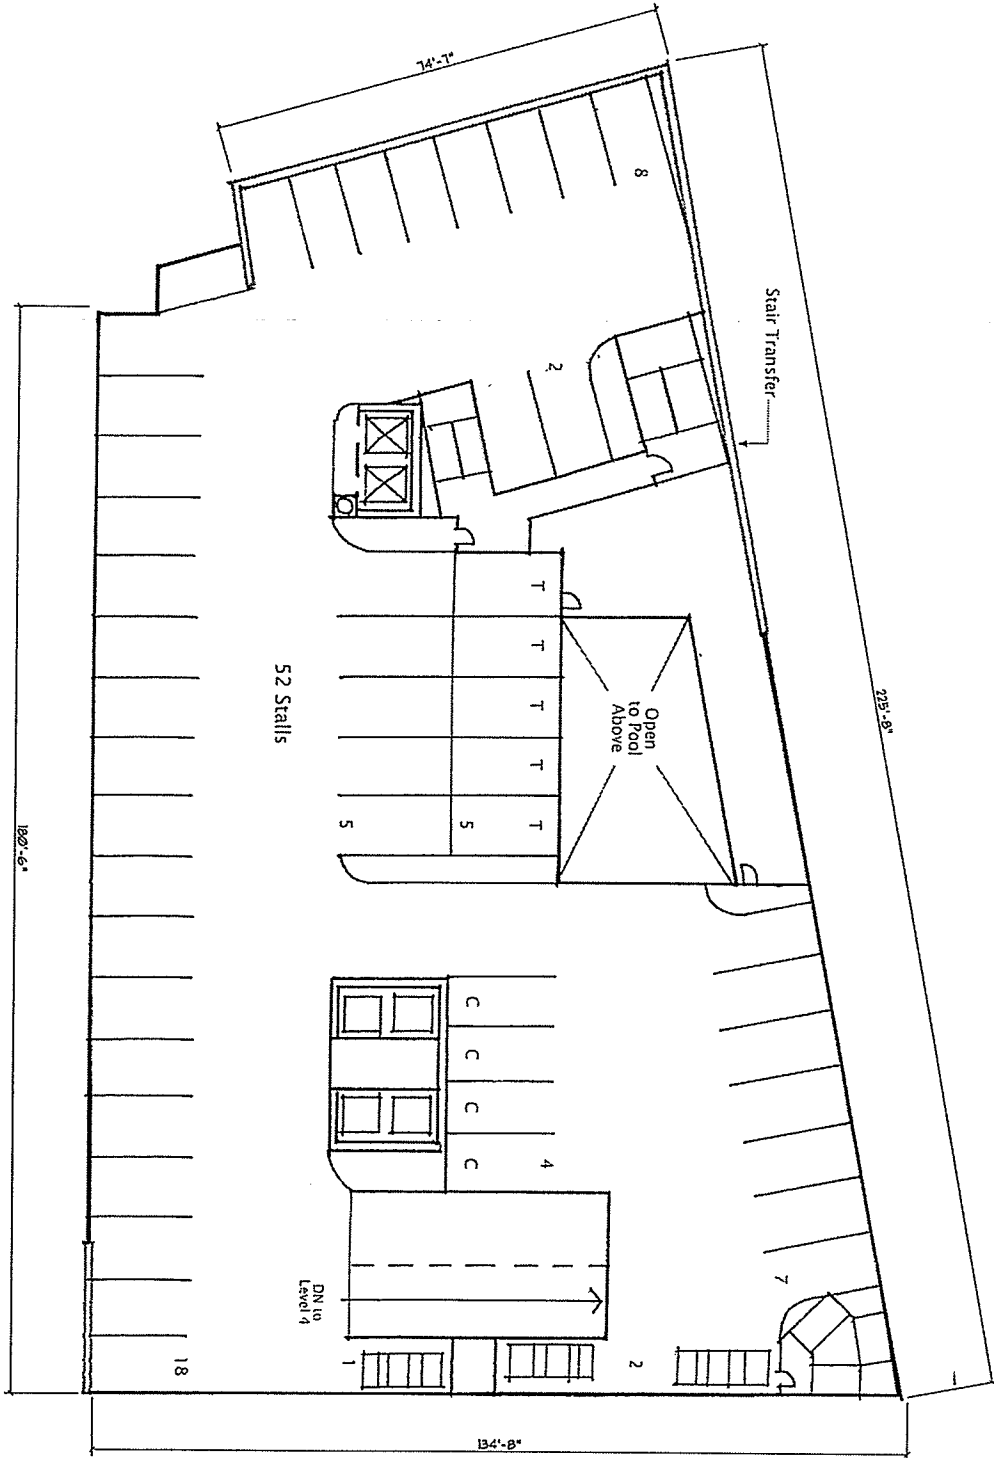 74'-7"
8
Stair Transfer
2
T
T
T
T
T
5
5
52 Stalls
Open
to Pool
Above
225'-8"
180'-6"
C
C
C
C
4
7
DN to
Level 4
18
1
2
134'-8"